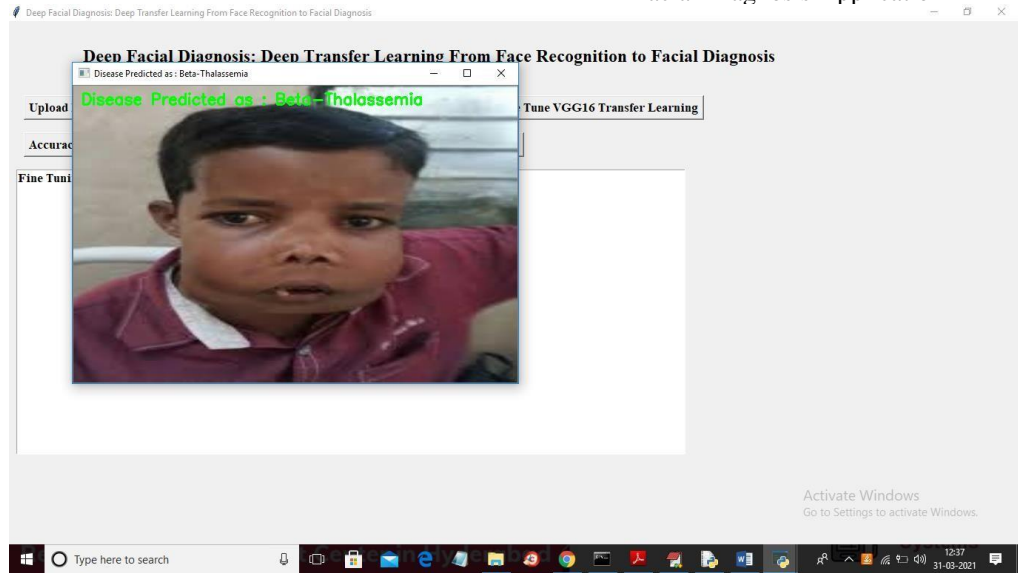 Deep Facial Diagnosis: Deep Transfer Learning From Face Recognition to Facial Diagnosis
Deep Facial Diagnosis: Deep Transfer Learning From Face Recognition to Facial Diagnosis
Disease Predicted as : Beta-Thalassemia
Disease Predicted as : Beta-Thalassemia
Upload
Tune VGG16 Transfer Learning
Accurac
Fine Tuni
Activate Windows
Go to Settings to activate Windows.
Type here to search
12:37
31-03-2021